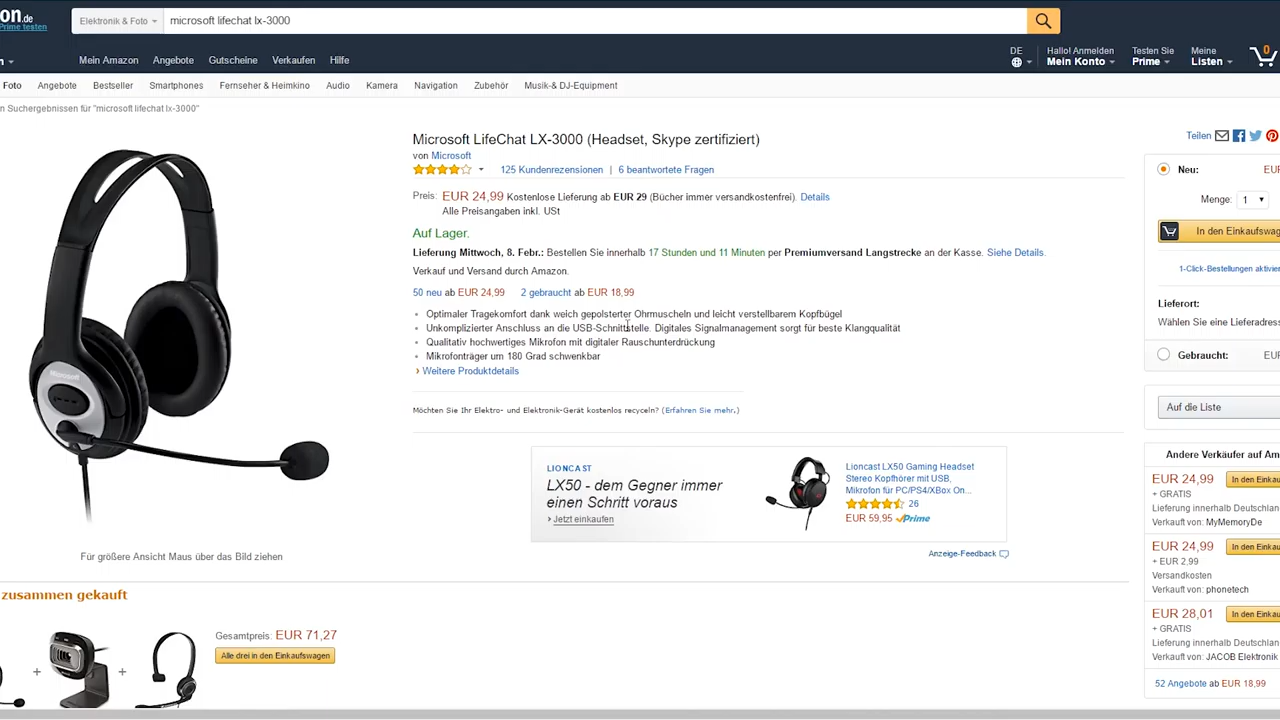 on.de
Prime testen
Elektronik & Foto
microsoft lifechat lx-3000
Mein Amazon Angebote Gutscheine Verkaufen Hilfe
DE
Hallo! Anmelden
Mein Konto
Testen Sie
Prime
Meine
Listen
0
Foto Angebote Bestseller Smartphones Fernseher & Heimkino Audio Kamera Navigation Zubehör Musik-& DJ-Equipment
n Suchergebnissen für "microsoft lifechat lx-3000"
Microsoft LifeChat LX-3000 (Headset, Skype zertifiziert)
von Microsoft
125 Kundenrezensionen | 6 beantwortete Fragen
Preis: EUR 24,99 Kostenlose Lieferung ab EUR 29 (Bücher immer versandkostenfrei). Details
Alle Preisangaben inkl. USt
Auf Lager.
Lieferung Mittwoch, 8. Febr.: Bestellen Sie innerhalb 17 Stunden und 11 Minuten per Premiumversand Langstrecke an der Kasse. Siehe Details.
Verkauf und Versand durch Amazon.
50 neu ab EUR 24,99 2 gebraucht ab EUR 18,99
Optimaler Tragekomfort dank weich gepolsterter Ohrmuscheln und leicht verstellbarem Kopfbügel
Unkomplizierter Anschluss an die USB-Schnittstelle. Digitales Signalmanagement sorgt für beste Klangqualität
Qualitativ hochwertiges Mikrofon mit digitaler Rauschunterdrückung
Mikrofonträger um 180 Grad schwenkbar
› Weitere Produktdetails
Möchten Sie Ihr Elektro- und Elektronik-Gerät kostenlos recyceln? (Erfahren Sie mehr.)
LIONCAST
LX50 - dem Gegner immer
einen Schritt voraus
› Jetzt einkaufen
Lioncast LX50 Gaming Headset
Stereo Kopfhörer mit USB,
Mikrofon für PC/PS4/XBox On...
26
EUR 59,95 Prime
Anzeige-Feedback
Microsoft
Für größere Ansicht Maus über das Bild ziehen
zusammen gekauft
+ +
Gesamtpreis: EUR 71,27
Alle drei in den Einkaufswagen
Teilen
Neu: EUF
Menge: 1
In den Einkaufswag
1-Click-Bestellungen aktivie
Lieferort:
Wählen Sie eine Lieferadres
Gebraucht: EUF
Auf die Liste
Andere Verkäufer auf Am
EUR 24,99 In den Einkau
+ GRATIS
Lieferung innerhalb Deutschlan
Verkauft von: MyMemoryDe
EUR 24,99 In den Einkau
+ EUR 2,99
Versandkosten
Verkauft von: phonetech
EUR 28,01 In den Einkau
+ GRATIS
Lieferung innerhalb Deutschlan
Verkauft von: JACOB Elektronik
52 Angebote ab EUR 18,99